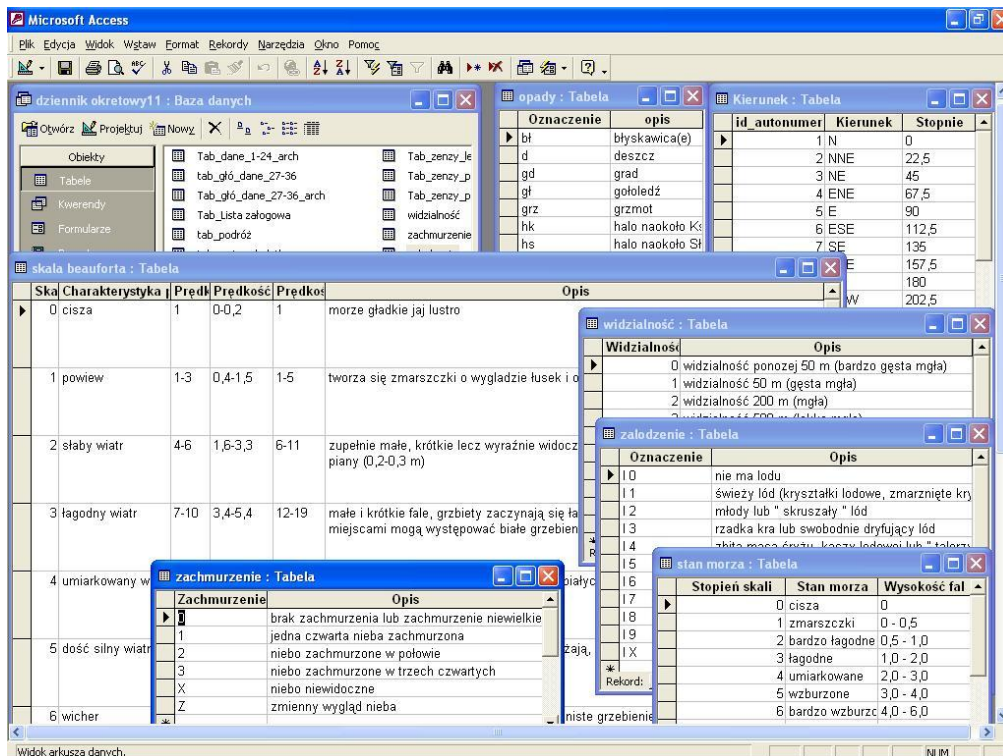 Microsoft Access
Plik Edycja Widok Wstaw Format Rekordy Narzędzia Okno Pomoc
dziennik okretowy11 : Baza danych
Otwórz Projektuj Nowy
Obiekty
Tabele
Kwerendy
Formularze
Tab_dane_1-24_arch
tab_głó_dane_27-36
Tab_głó_dane_27-36_arch
Tab_Lista załogowa
tab_podróż
Tab_zenzy_le
Tab_zenzy_p
Tab_zenzy_p
widzialność
zachmurzenie
opady : Tabela
Oznaczenie opis
bł błyskawica(e)
d deszcz
gd grad
gł gołoledź
grz grzmot
hk halo naokoło Ks
hs halo naokoło Sł
Kierunek : Tabela
id_autonumer Kierunek Stopnie
1 N 0
2 NNE 22,5
3 NE 45
4 ENE 67,5
5 E 90
6 ESE 112,5
7 SE 135
E 157,5
180
W 202,5
skala beauforta : Tabela
Ska Charakterystyka p Prędk Prędkość Prędkoś Opis
0 cisza 1 0-0,2 1 morze gładkie jaj lustro
1 powiew 1-3 0,4-1,5 1-5 tworza się zmarszczki o wygladzie łusek i o
2 słaby wiatr 4-6 1,6-3,3 6-11 zupełnie małe, krótkie lecz wyraźnie widocz
piany (0,2-0,3 m)
3 łagodny wiatr 7-10 3,4-5,4 12-19 małe i krótkie fale, grzbiety zaczynają się ła
miejscami mogą występować białe grzebien
4 umiarkowany w białyc
5 dość silny wiatr żają,
6 wicher niste grzebienie
widzialność : Tabela
Widzialność Opis
0 widzialność ponozej 50 m (bardzo gęsta mgła)
1 widzialność 50 m (gęsta mgła)
2 widzialność 200 m (mgła)
zalodzenie : Tabela
Oznaczenie Opis
I 0 nie ma lodu
I 1 świeży lód (kryształki lodowe, zmarznięte kry
I 2 młody lub " skruszały " lód
I 3 rzadka kra lub swobodnie dryfujący lód
I 4
I 5
I 6
I 7
I 8
I 9
I X
Rekord:
zachmurzenie : Tabela
Zachmurzenie Opis
0 brak zachmurzenia lub zachmurzenie niewielkie
1 jedna czwarta nieba zachmurzona
2 niebo zachmurzone w połowie
3 niebo zachmurzone w trzech czwartych
X niebo niewidoczne
Z zmienny wygląd nieba
stan morza : Tabela
Stopień skali Stan morza Wysokość fal
0 cisza 0
1 zmarszczki 0 - 0,5
2 bardzo łagodne 0,5 - 1,0
3 łagodne 1,0 - 2,0
4 umiarkowane 2,0 - 3,0
5 wzburzone 3,0 - 4,0
6 bardzo wzburzo 4,0 - 6,0
Widok arkusza danych. NUM